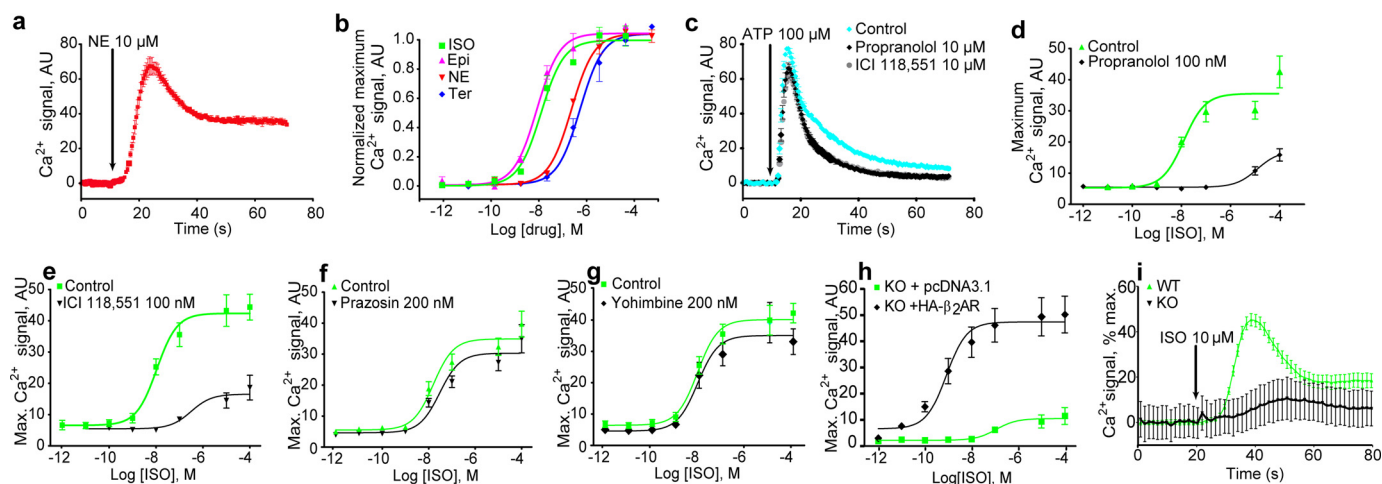 a
NE 10 µM
Ca2+ signal, AU
80
60
40
20
0
0 20 40 60 80
Time (s)
b
ISO
Epi
NE
Ter
Normalized maximum
Ca2+ signal, AU
1.0
0.8
0.6
0.4
0.2
0.0
-10 -8 -6 -4
Log [drug], M
c
Control
Propranolol 10 µM
ICI 118,551 10 µM
ATP 100 µM
Ca2+ signal, AU
80
60
40
20
0
0 20 40 60 80
Time (s)
d
Control
Propranolol 100 nM
Maximum
Ca2+ signal, AU
50
40
30
20
10
0
-12 -10 -8 -6 -4
Log [ISO], M
e
Control
ICI 118,551 100 nM
Max. Ca2+ signal, AU
50
40
30
20
10
0
-12 -10 -8 -6 -4
Log [ISO], M
f
Control
Prazosin 200 nM
Max. Ca2+ signal, AU
50
40
30
20
10
0
-12 -10 -8 -6 -4
Log [ISO], M
g
Control
Yohimbine 200 nM
Max. Ca2+ signal, AU
50
40
30
20
10
0
-12 -10 -8 -6 -4
Log [ISO], M
h
KO + pcDNA3.1
KO +HA-β2AR
Max. Ca2+ signal, AU
60
50
40
30
20
10
0
-12 -10 -8 -6 -4
Log[ISO], M
i
WT
KO
ISO 10 µM
Ca2+ signal, % max.
60
40
20
0
0 20 40 60 80
Time (s)